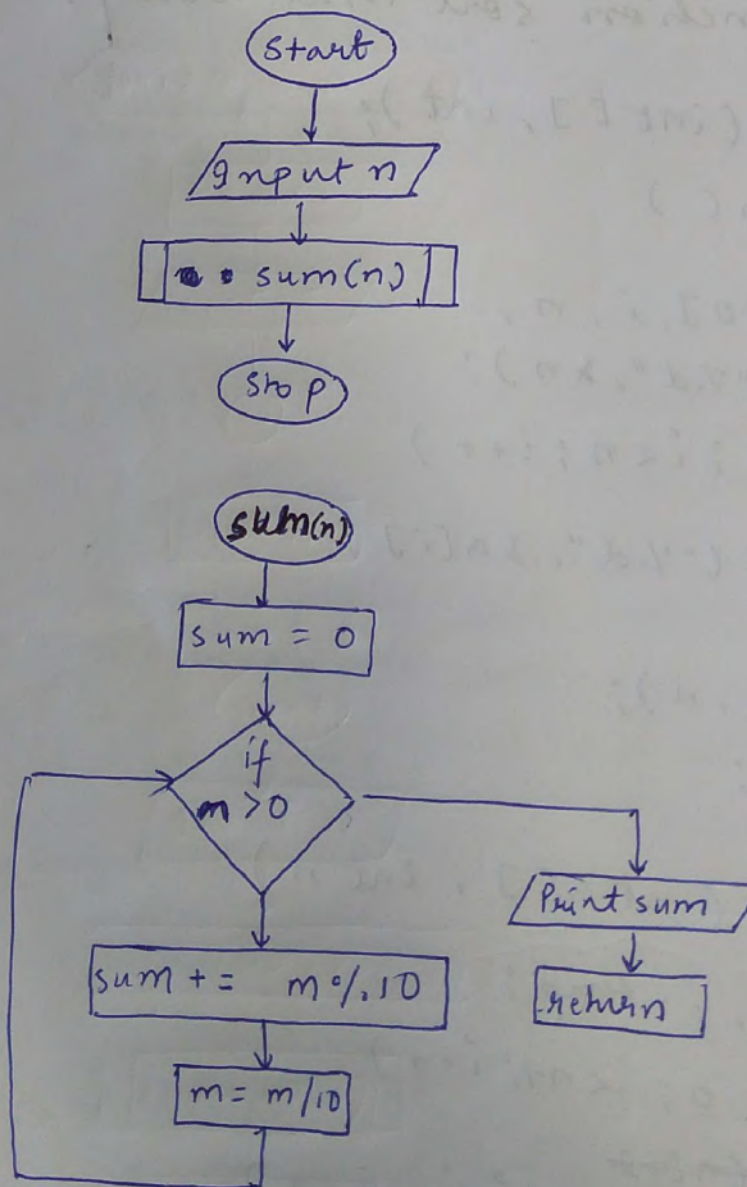 Start
Input n
sum(n)
Stop
sum(n)
sum = 0
if
m>0
Print sum
sum += m%10
return
m = m/10